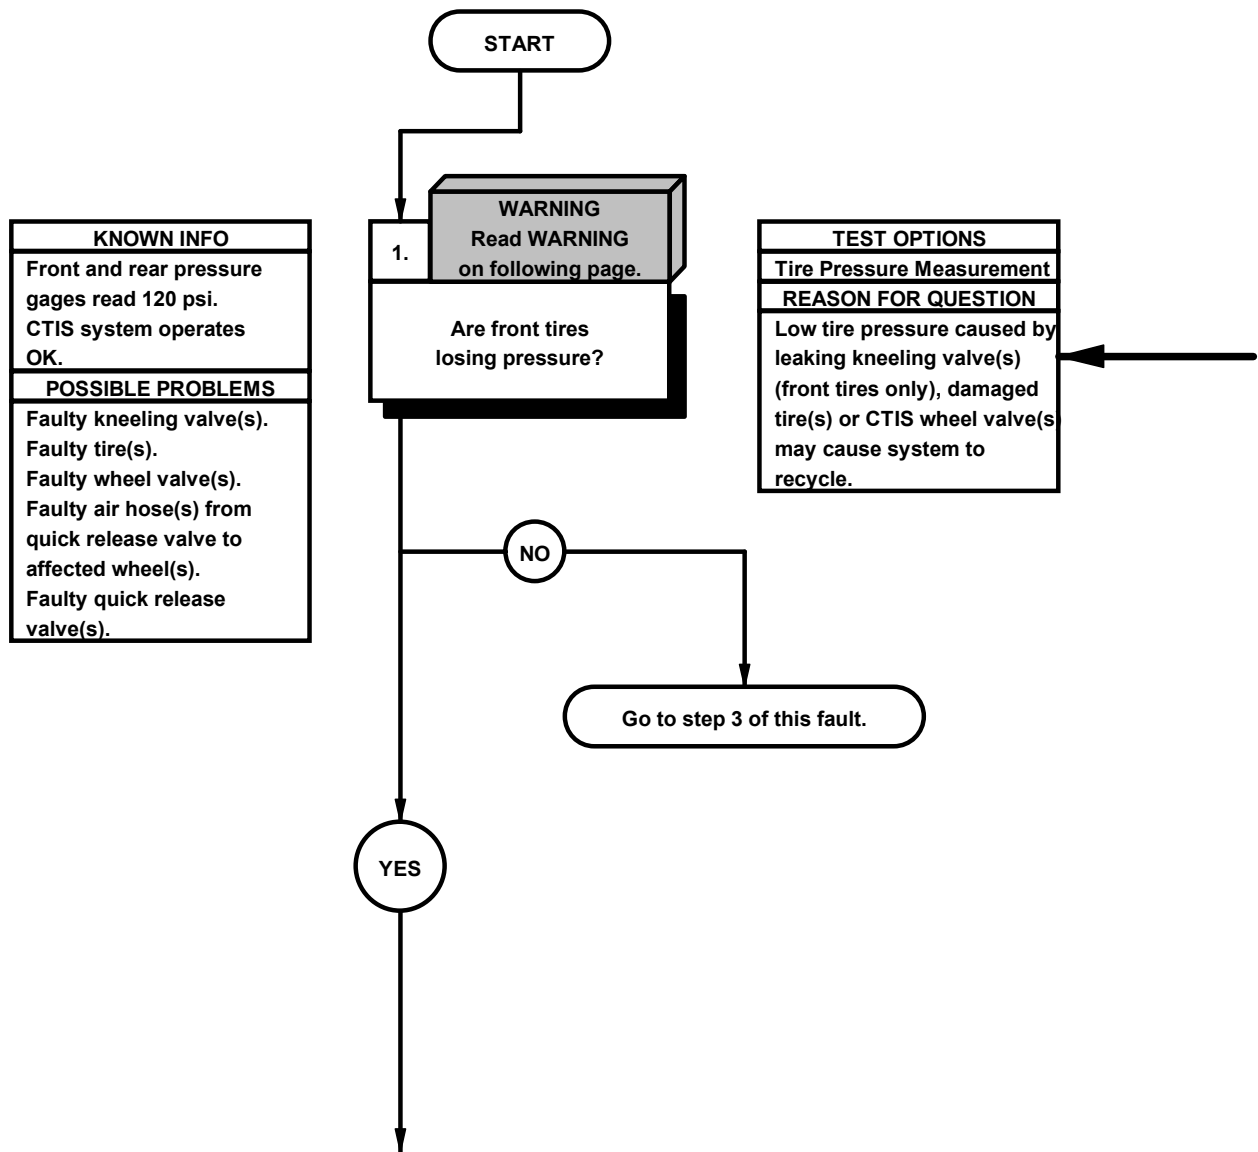 START
KNOWN INFO
Front and rear pressure
gages read 120 psi.
CTIS system operates
OK.
POSSIBLE PROBLEMS
Faulty kneeling valve(s).
Faulty tire(s).
Faulty wheel valve(s).
Faulty air hose(s) from
quick release valve to
affected wheel(s).
Faulty quick release
valve(s).
1.
WARNING
Read WARNING
on following page.
Are front tires
losing pressure?
TEST OPTIONS
Tire Pressure Measurement
REASON FOR QUESTION
Low tire pressure caused by
leaking kneeling valve(s)
(front tires only), damaged
tire(s) or CTIS wheel valve(s)
may cause system to
recycle.
NO
Go to step 3 of this fault.
YES